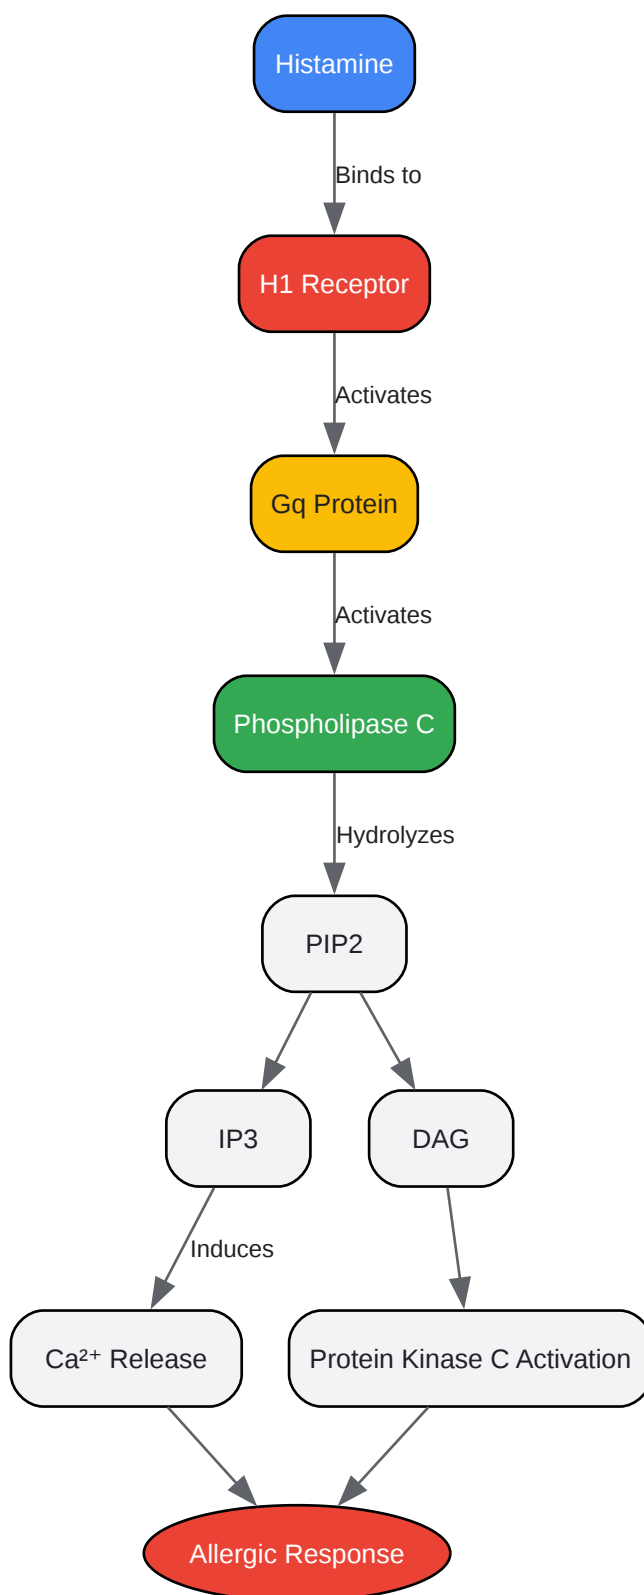 Histamine
Binds to
H1 Receptor
Activates
Gq Protein
Activates
Phospholipase C
Hydrolyzes
PIP2
IP3
DAG
Induces
Ca²⁺ Release
Protein Kinase C Activation
Allergic Response